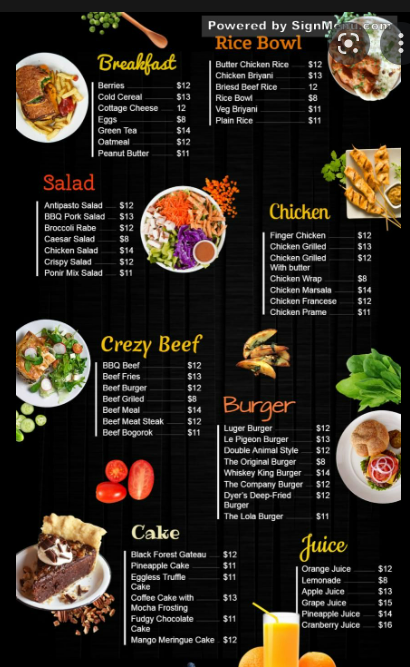 Powered by SignMenu.com
Breakfast
Berries $12
Cold Cereal $13
Cottage Cheese 12
Eggs $8
Green Tea $14
Oatmeal $12
Peanut Butter $11
Rice Bowl
Butter Chicken Rice $12
Chicken Briyani $13
Briesd Beef Rice 12
Rice Bowl $8
Veg Briyani $11
Plain Rice $11
Salad
Antipasto Salad $12
BBQ Pork Salad $13
Broccoli Rabe $12
Caesar Salad $8
Chicken Salad $14
Crispy Salad $12
Ponir Mix Salad $11
Chicken
Finger Chicken $12
Chicken Grilled $13
Chicken Grilled $12
With butter
Chicken Wrap $8
Chicken Marsala $14
Chicken Francese $12
Chicken Prame $11
Crezy Beef
BBQ Beef $12
Beef Fries $13
Beef Burger $12
Beef Grilled $8
Beef Meal $14
Beef Meat Steak $12
Beef Bogorok $11
Burger
Luger Burger $12
Le Pigeon Burger $13
Double Animal Style $12
The Original Burger $8
Whiskey King Burger $14
The Company Burger $12
Dyer's Deep-Fried $12
Burger
The Lola Burger $11
Cake
Black Forest Gateau $12
Pineapple Cake $11
Eggless Truffle $11
Cake
Coffee Cake with $13
Mocha Frosting
Fudgy Chocolate $11
Cake
Mango Meringue Cake $12
Juice
Orange Juice $12
Lemonade $8
Apple Juice $13
Grape Juice $15
Pineapple Juice $14
Cranberry Juice $16